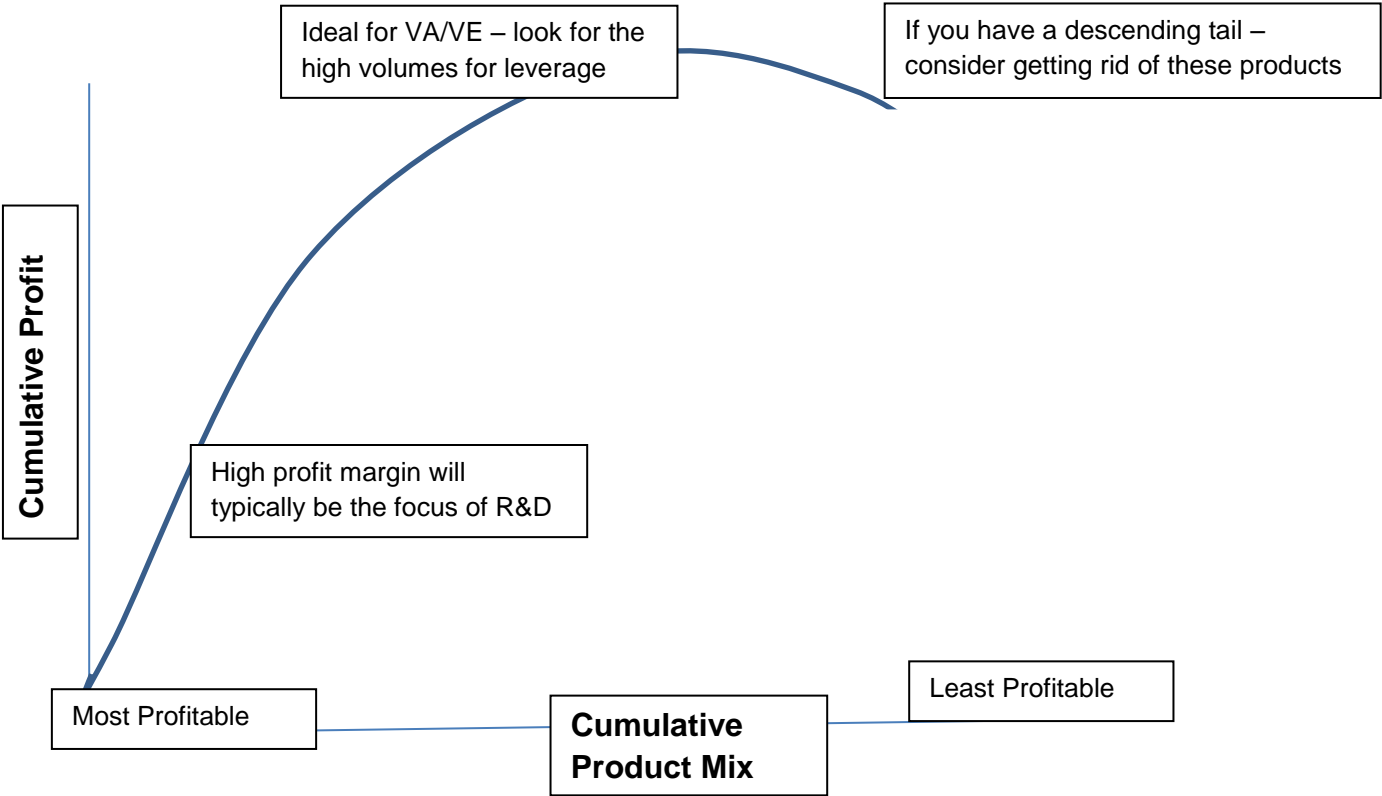 Ideal for VA/VE – look for the
high volumes for leverage
If you have a descending tail –
consider getting rid of these products
Cumulative Profit
High profit margin will
typically be the focus of R&D
Most Profitable
Cumulative
Product Mix
Least Profitable